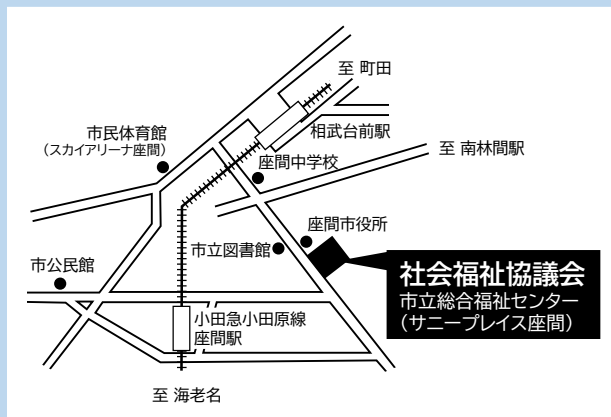 至 町田
相武台前駅
市民体育館
（スカイアリーナ座間）
座間中学校
至 南林間駅
座間市役所
市立図書館
市公民館
社会福祉協議会
市立総合福祉センター
（サニープレイス座間）
小田急小田原線
座間駅
至 海老名